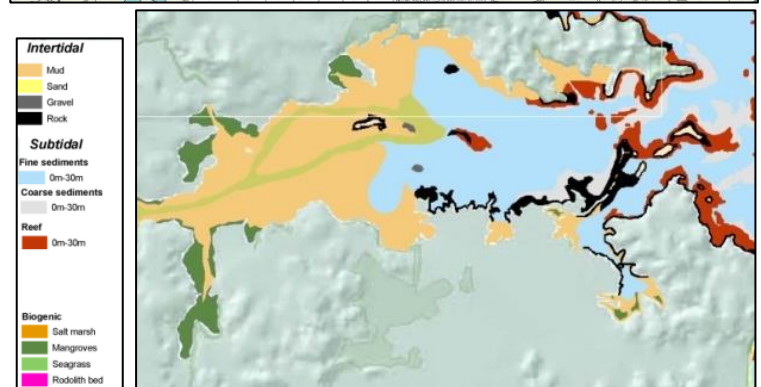 Intertidal
Mud
Sand
Gravel
Rock
Subtidal
Fine sediments
0m-30m
Coarse sediments
0m-30m
Reef
0m-30m
Biogenic
Salt marsh
Mangroves
Seagrass
Rodolith bed